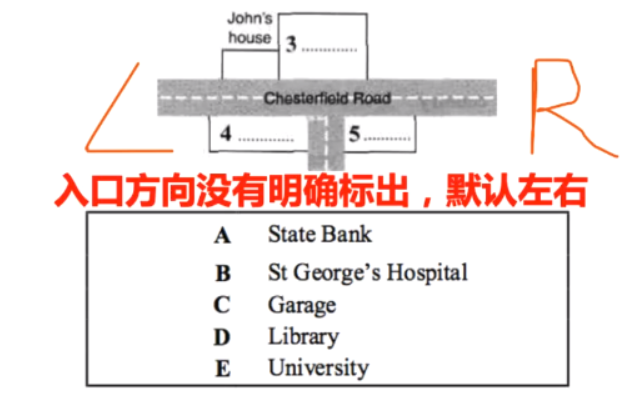 John's
house
3 ............
L
R
Chesterfield Road
4 ............
5 ............
入口方向没有明确标出，默认左右
A State Bank
B St George's Hospital
C Garage
D Library
E University